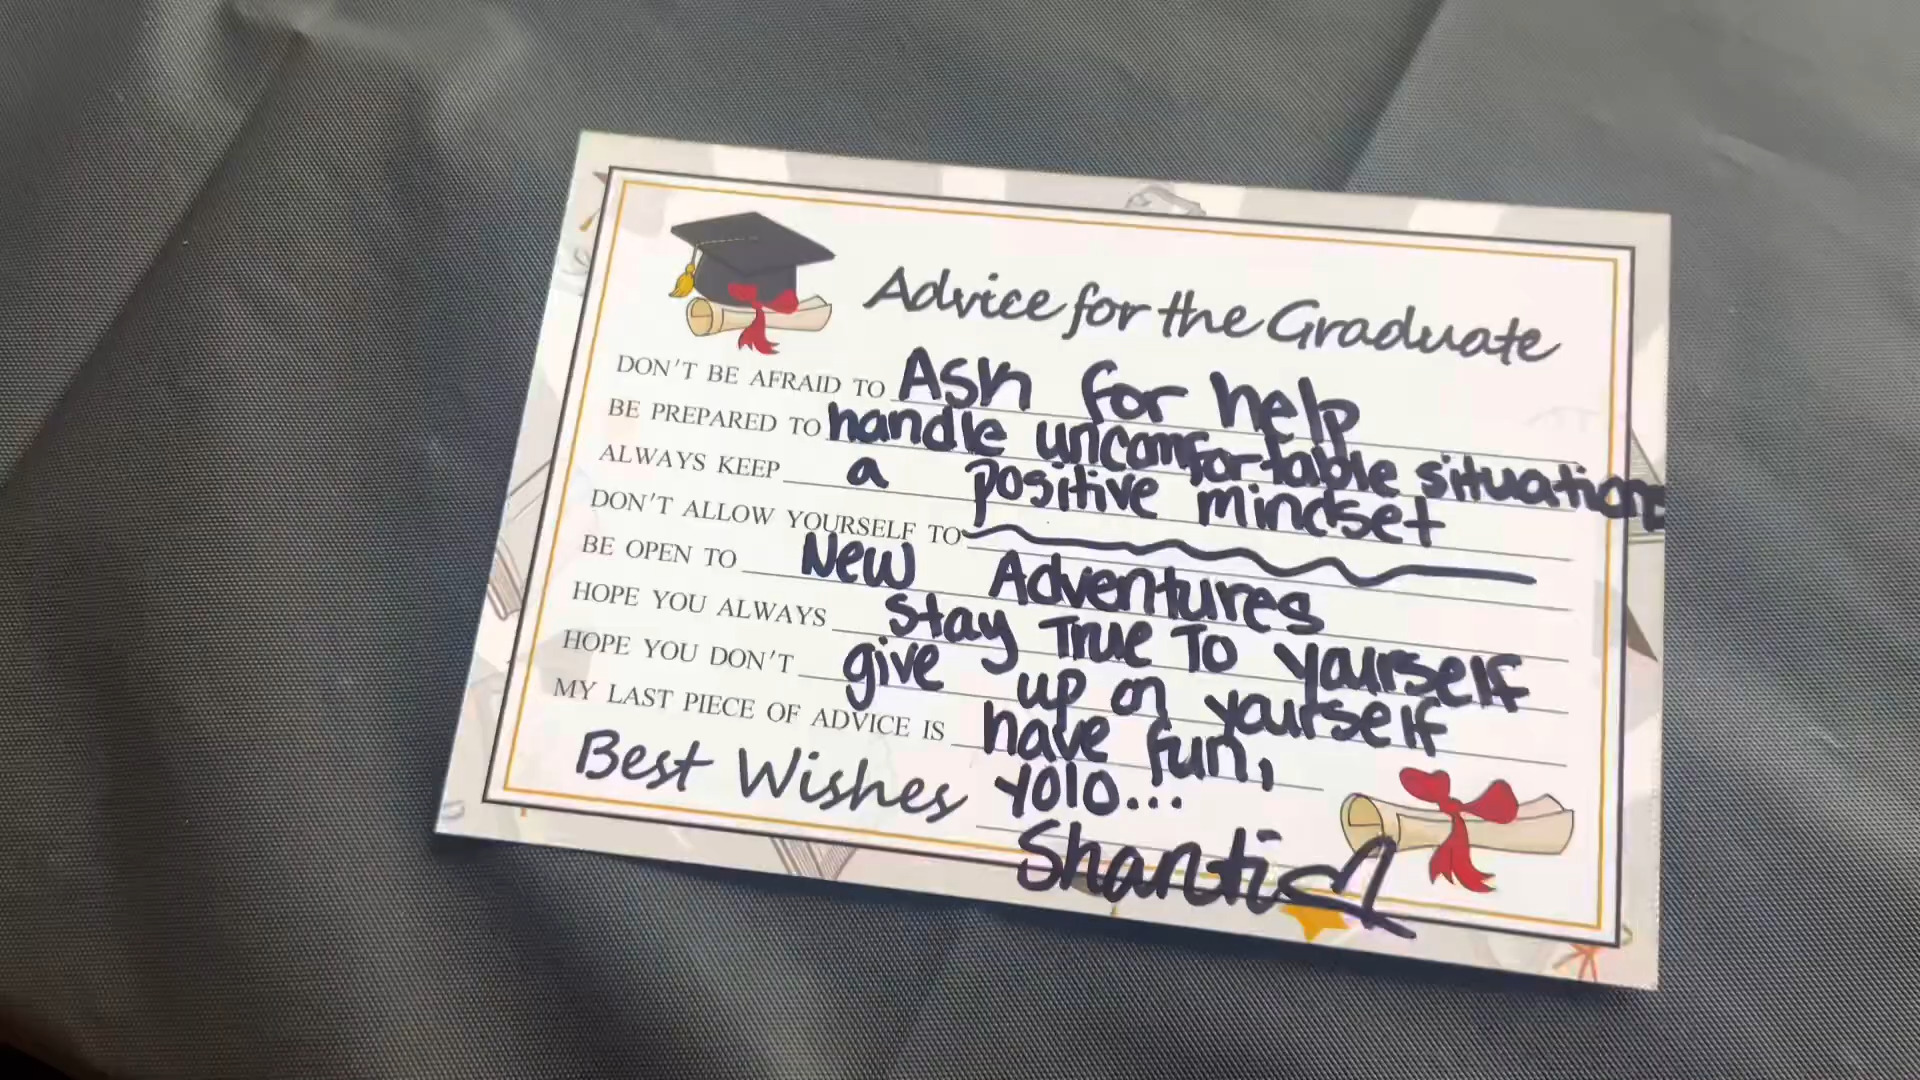 Advice for the Graduate
DON'T BE AFRAID TO Ask for help
BE PREPARED TO handle uncomfortable situations
ALWAYS KEEP a positive mindset
DON'T ALLOW YOURSELF TO
BE OPEN TO New Adventures
HOPE YOU ALWAYS stay True To yourself
HOPE YOU DON'T give up on yourself
MY LAST PIECE OF ADVICE IS have fun,
Best Wishes yolo...
Shanti